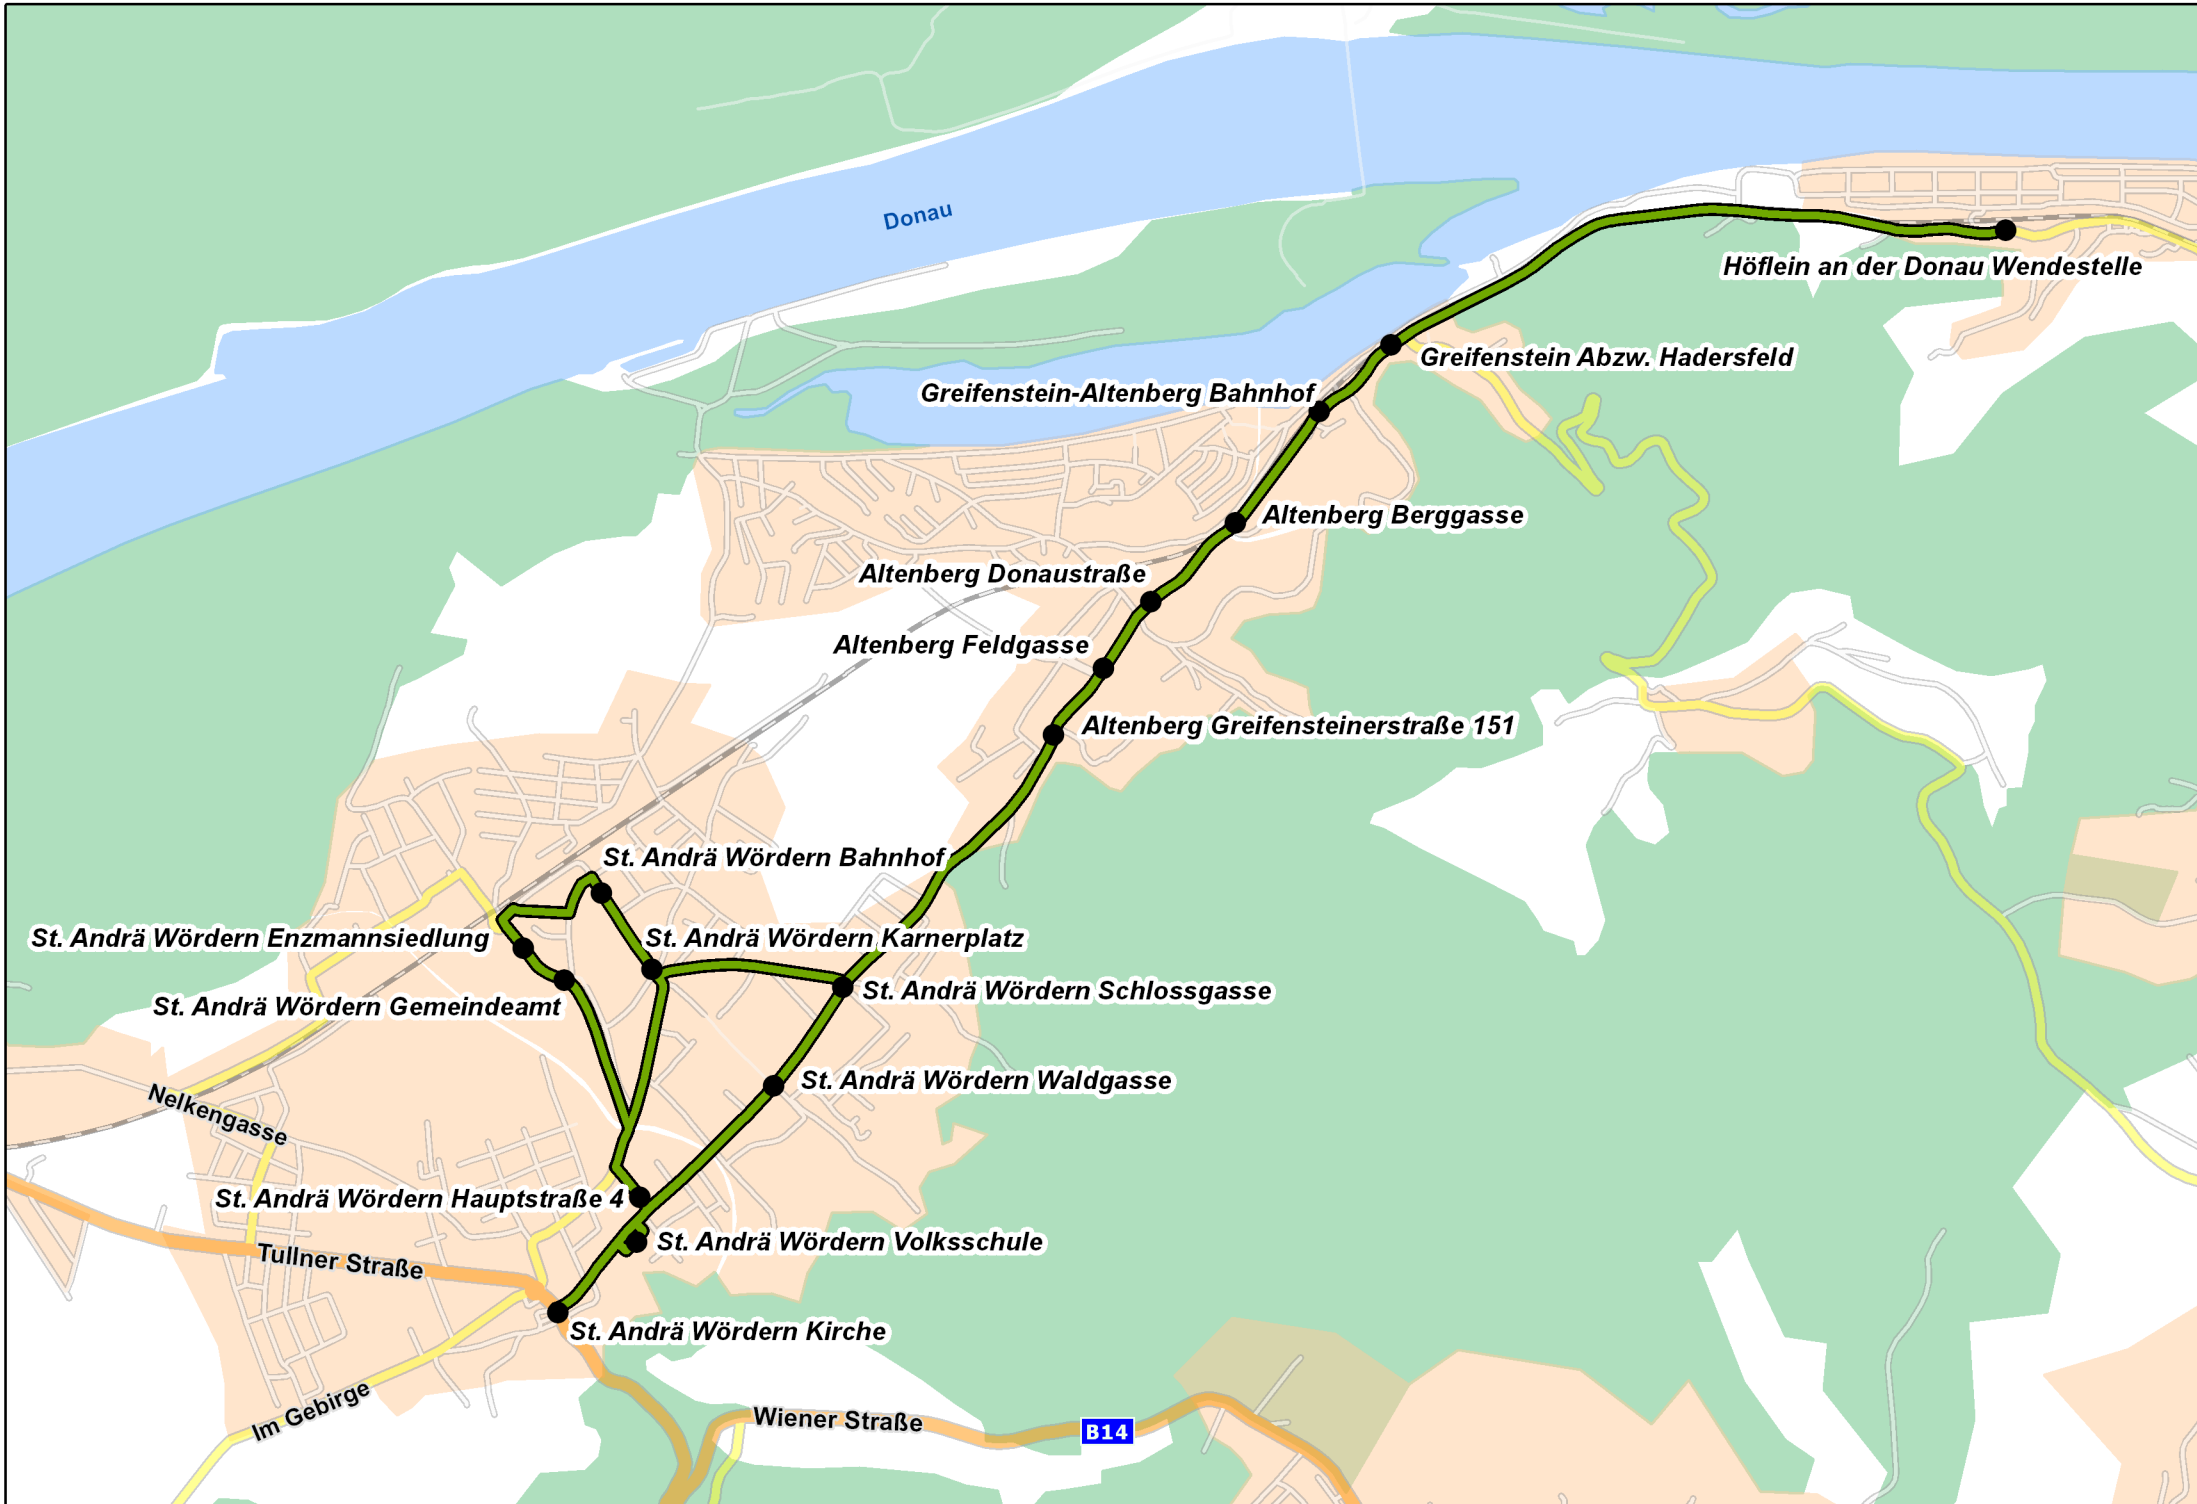 Donau
Höflein an der Donau Wendestelle
Greifenstein Abzw. Hadersfeld
Greifenstein-Altenberg Bahnhof
Altenberg Berggasse
Altenberg Donaustraße
Altenberg Feldgasse
Altenberg Greifensteinerstraße 151
St. Andrä Wördern Bahnhof
St. Andrä Wördern Enzmannsiedlung
St. Andrä Wördern Karnerplatz
St. Andrä Wördern Schlossgasse
St. Andrä Wördern Gemeindeamt
St. Andrä Wördern Waldgasse
Nelkengasse
St. Andrä Wördern Hauptstraße 4
St. Andrä Wördern Volksschule
Tullner Straße
St. Andrä Wördern Kirche
Im Gebirge
Wiener Straße
B14